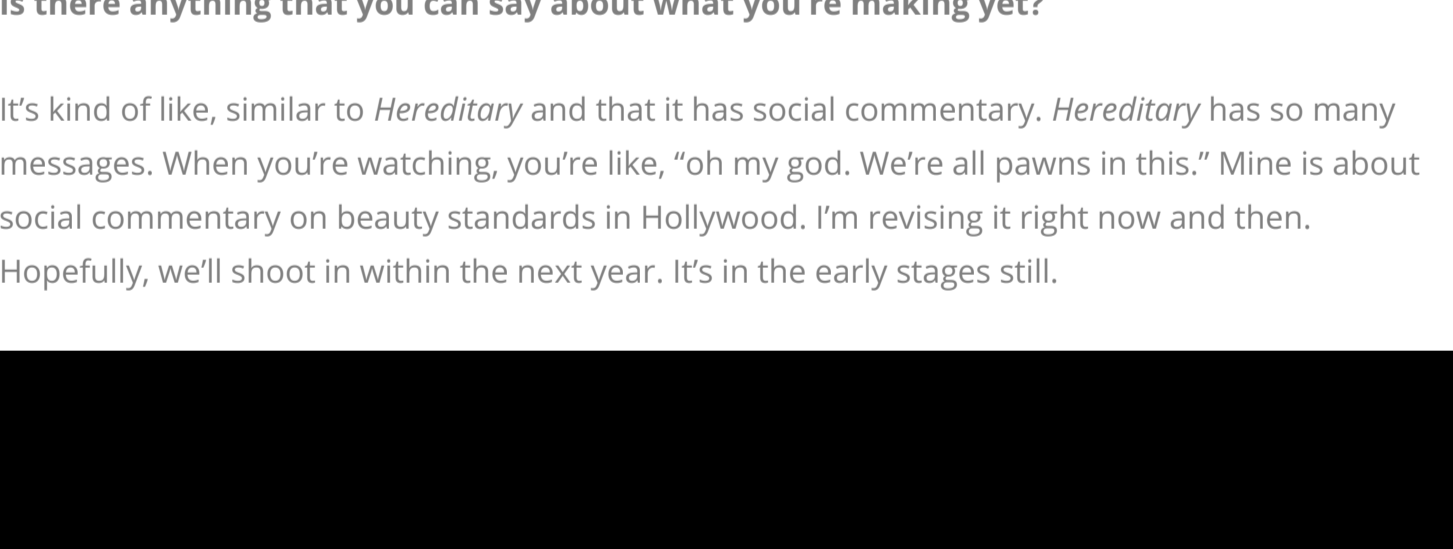 Is there anything that you can say about what you're making yet?
It’s kind of like, similar to Hereditary and that it has social commentary. Hereditary has so many
messages. When you’re watching, you’re like, “oh my god. We’re all pawns in this.” Mine is about
social commentary on beauty standards in Hollywood. I’m revising it right now and then.
Hopefully, we’ll shoot in within the next year. It’s in the early stages still.